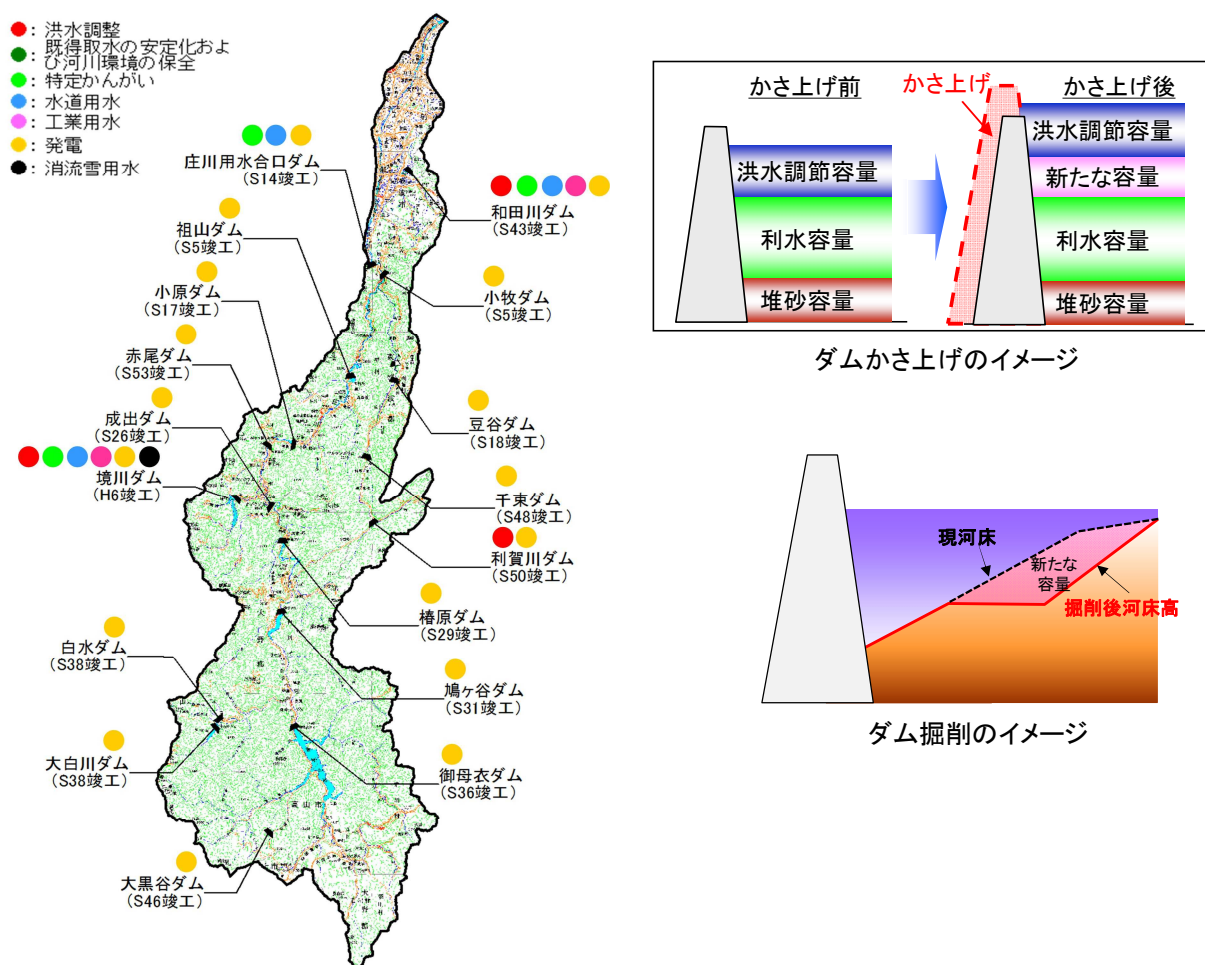 ：洪水調整
：既得取水の安定化およ
び河川環境の保全
：特定かんがい
：水道用水
：工業用水
：発電
：消流雪用水
庄川用水合口ダム
(S14竣工)
和田川ダム
(S43竣工)
祖山ダム
(S5竣工)
小牧ダム
(S5竣工)
小原ダム
(S17竣工)
赤尾ダム
(S53竣工)
豆谷ダム
(S18竣工)
成出ダム
(S26竣工)
境川ダム
(H6竣工)
千束ダム
(S48竣工)
利賀川ダム
(S50竣工)
椿原ダム
(S29竣工)
白水ダム
(S38竣工)
鳩ヶ谷ダム
(S31竣工)
大白川ダム
(S38竣工)
御母衣ダム
(S36竣工)
高山市
大黒谷ダム
(S46竣工)
かさ上げ前
かさ上げ
かさ上げ後
洪水調節容量
利水容量
堆砂容量
洪水調節容量
新たな容量
利水容量
堆砂容量
ダムかさ上げのイメージ
現河床
新たな
容量
掘削後河床高
ダム掘削のイメージ